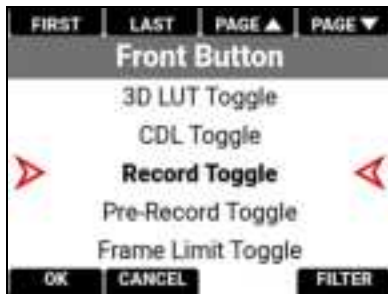 FIRST LAST PAGE ▲ PAGE ▼
Front Button
3D LUT Toggle
CDL Toggle
Record Toggle
Pre-Record Toggle
Frame Limit Toggle
OK CANCEL FILTER